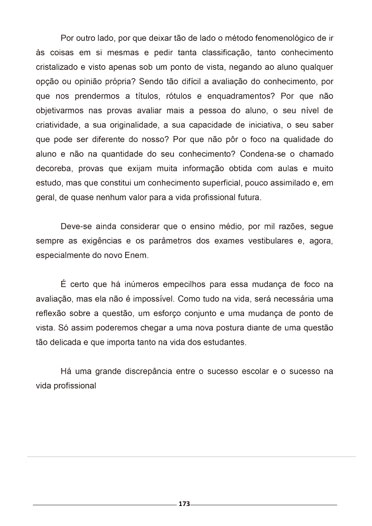 Por outro lado, por que deixar tão de lado o método fenomenológico de ir
às coisas em si mesmas e pedir tanta classificação, tanto conhecimento
cristalizado e visto apenas sob um ponto de vista, negando ao aluno qualquer
opção ou opinião própria? Sendo tão difícil a avaliação do conhecimento, por
que nos prendermos a títulos, rótulos e enquadramentos? Por que não
objetivarmos nas provas avaliar mais a pessoa do aluno, o seu nível de
criatividade, a sua originalidade, a sua capacidade de iniciativa, o seu saber
que pode ser diferente do nosso? Por que não pôr o foco na qualidade do
aluno e não na quantidade do seu conhecimento? Condena-se o chamado
decoreba, provas que exijam muita informação obtida com aulas e muito
estudo, mas que constitui um conhecimento superficial, pouco assimilado e, em
geral, de quase nenhum valor para a vida profissional futura.
Deve-se ainda considerar que o ensino médio, por mil razões, segue
sempre as exigências e os parâmetros dos exames vestibulares e, agora,
especialmente do novo Enem.
É certo que há inúmeros empecilhos para essa mudança de foco na
avaliação, mas ela não é impossível. Como tudo na vida, será necessária uma
reflexão sobre a questão, um esforço conjunto e uma mudança de ponto de
vista. Só assim poderemos chegar a uma nova postura diante de uma questão
tão delicada e que importa tanto na vida dos estudantes.
Há uma grande discrepância entre o sucesso escolar e o sucesso na
vida profissional
173